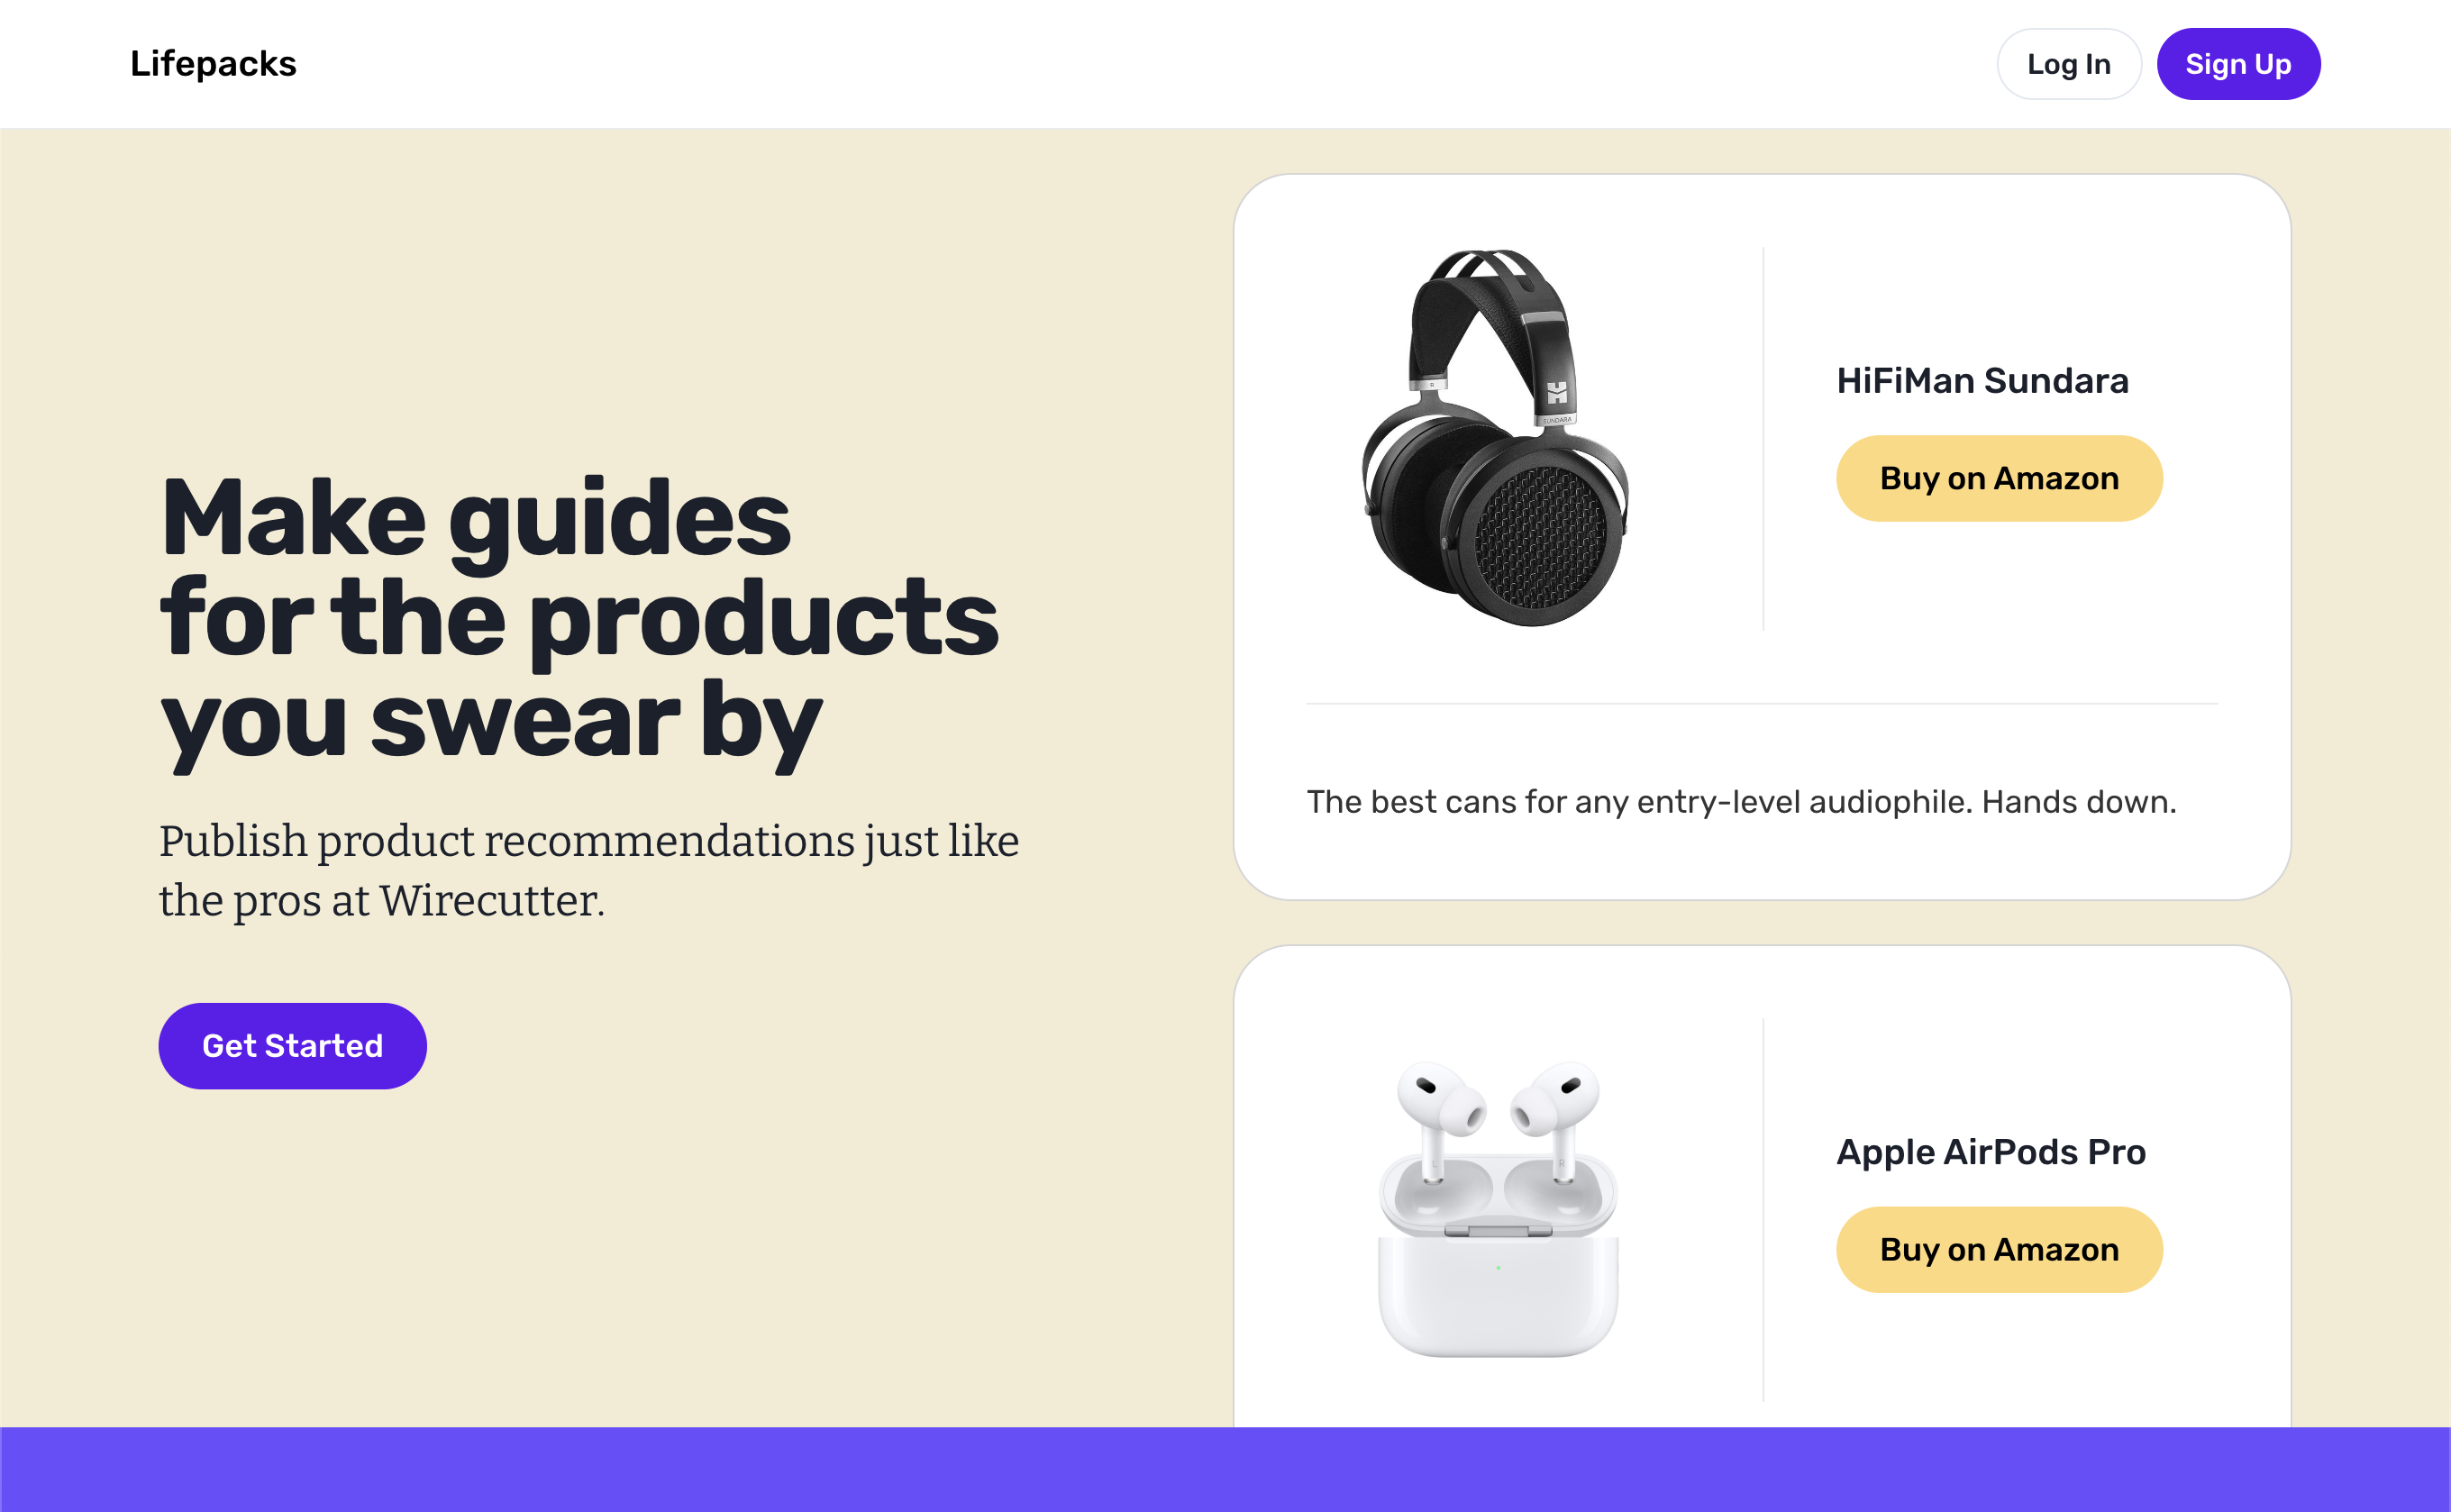 Lifepacks
Log In
Sign Up
Make guides
for the products
you swear by
Publish product recommendations just like
the pros at Wirecutter.
Get Started
SUNDARA
HiFiMan Sundara
Buy on Amazon
The best cans for any entry-level audiophile. Hands down.
L
R
Apple AirPods Pro
Buy on Amazon